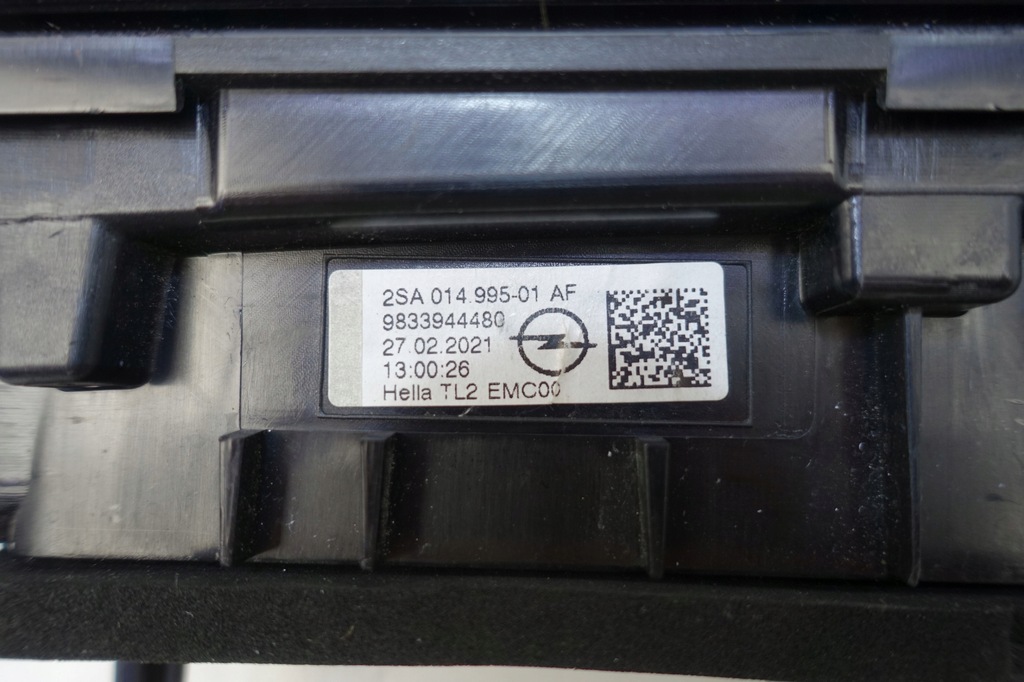 2SA 014.995-01 AF
9833944480
27.02.2021
13:00:26
Hella TL2 EMC00